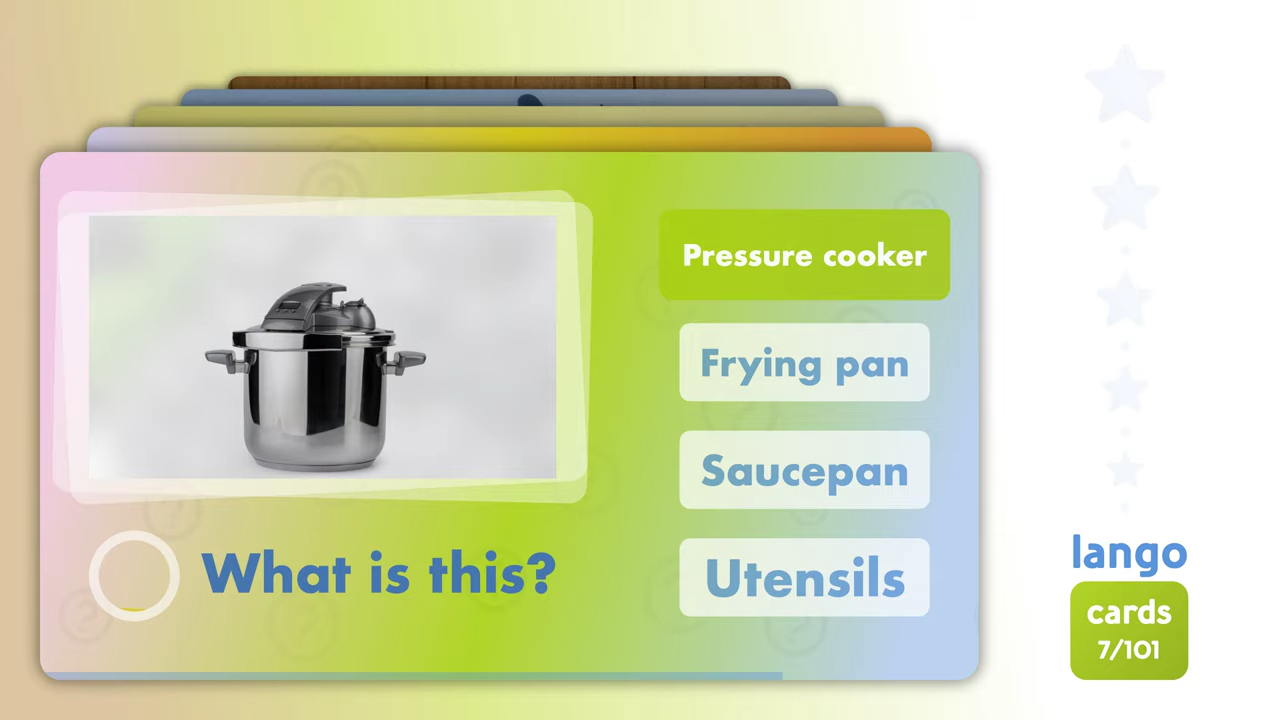 Pressure cooker
Frying pan
Saucepan
Utensils
What is this?
lango
cards
7/101